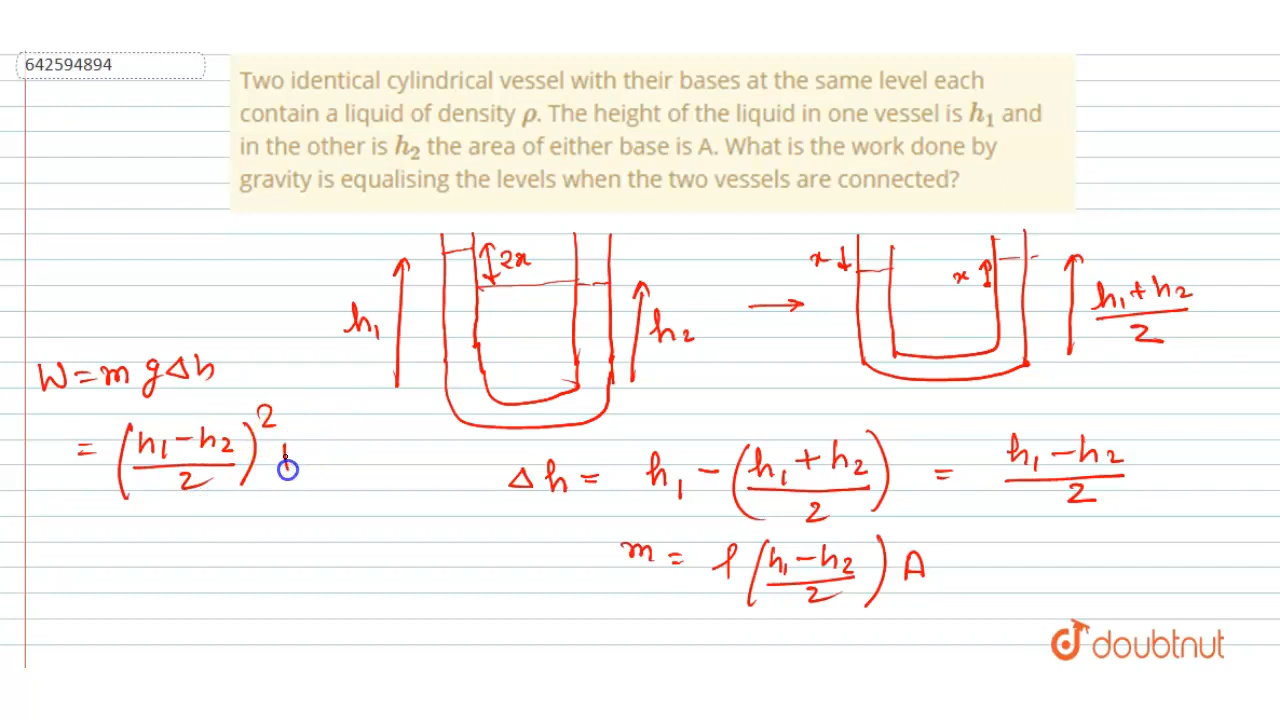 642594894
Two identical cylindrical vessel with their bases at the same level each
contain a liquid of density ρ. The height of the liquid in one vessel is h₁ and
in the other is h₂ the area of either base is A. What is the work done by
gravity is equalising the levels when the two vessels are connected?
h₁
2x
h₂
x
x
(h₁+h₂)/2
W = m g Δh
= ((h₁-h₂)/2)²
Δh = h₁ - ((h₁+h₂)/2) = (h₁-h₂)/2
m = ρ((h₁-h₂)/2) A
doubtnut